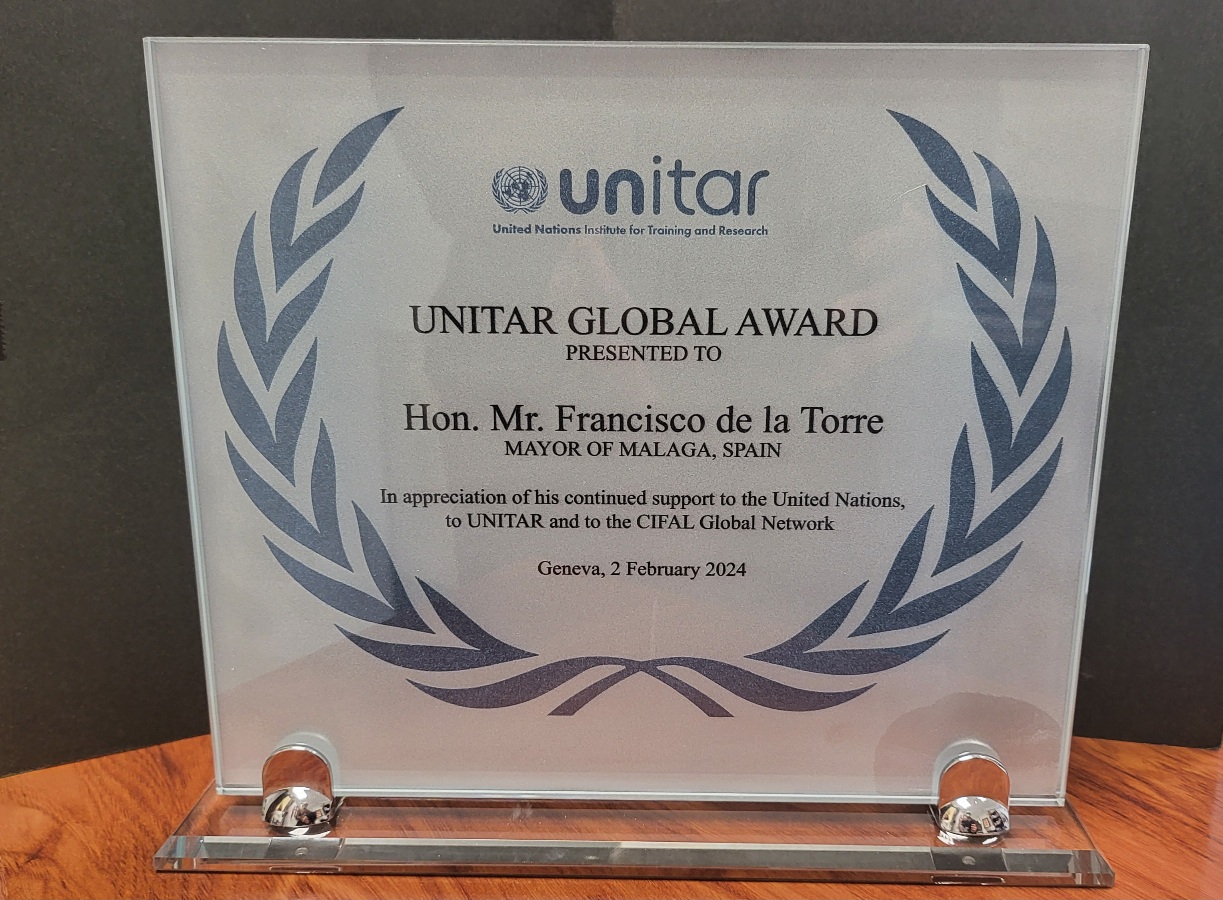 unitar
United Nations Institute for Training and Research
UNITAR GLOBAL AWARD
PRESENTED TO
Hon. Mr. Francisco de la Torre
MAYOR OF MALAGA, SPAIN
In appreciation of his continued support to the United Nations,
to UNITAR and to the CIFAL Global Network
Geneva, 2 February 2024